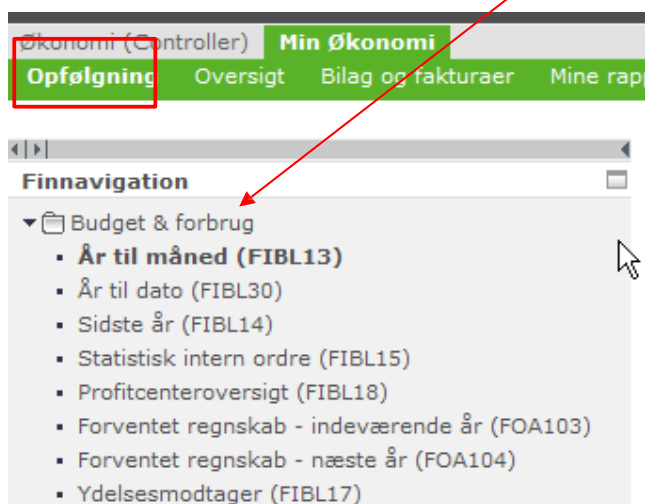 Økonomi (Controller) Min Økonomi
Opfølgning Oversigt Bilag og fakturaer Mine rap
Finnavigation
Budget & forbrug
År til måned (FIBL13)
År til dato (FIBL30)
Sidste år (FIBL14)
Statistisk intern ordre (FIBL15)
Profitcenteroversigt (FIBL18)
Forventet regnskab - indeværende år (FOA103)
Forventet regnskab - næste år (FOA104)
Ydelsesmodtager (FIBL17)